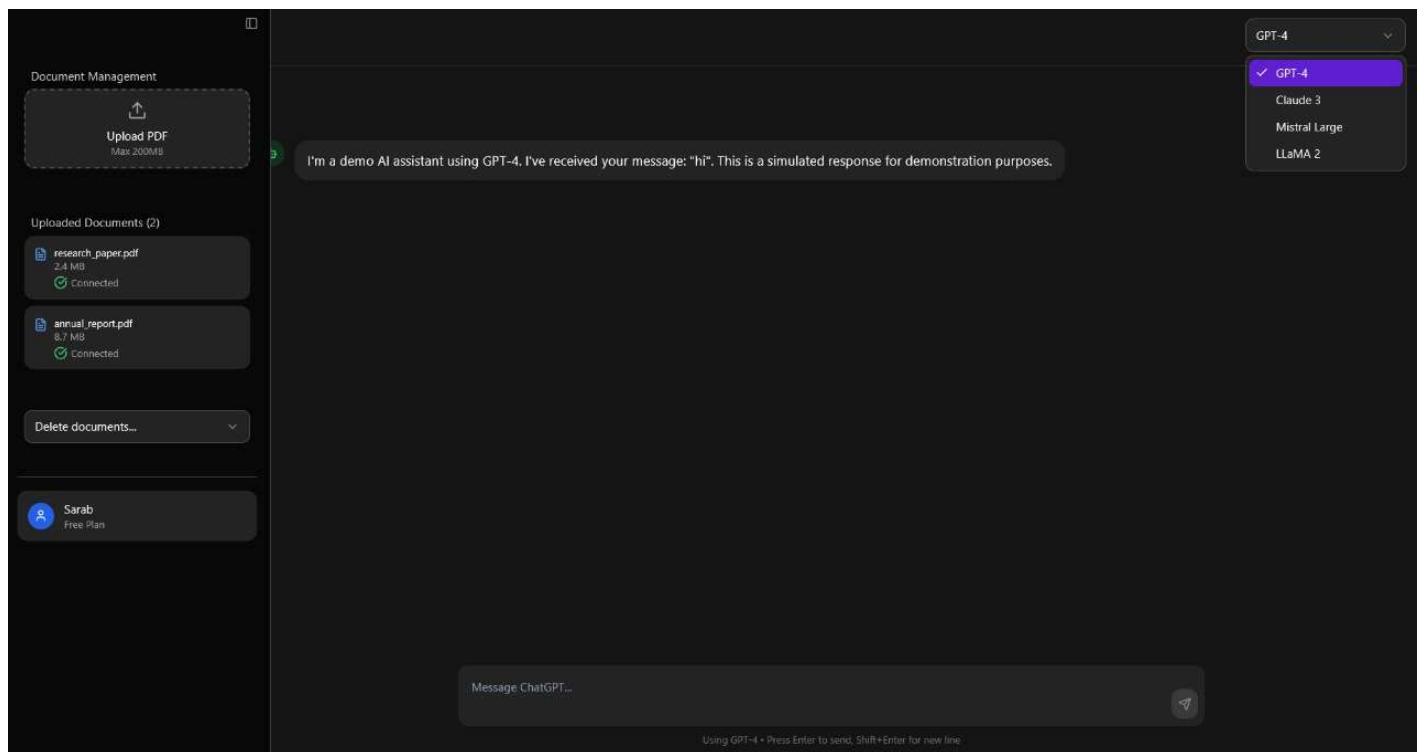 Document Management
Upload PDF
Max 200MB
Uploaded Documents (2)
research_paper.pdf
2.4 MB
Connected
annual_report.pdf
8.7 MB
Connected
Delete documents...
Sarab
Free Plan
GPT-4
GPT-4
Claude 3
Mistral Large
LLaMA 2
I'm a demo AI assistant using GPT-4. I've received your message: "hi". This is a simulated response for demonstration purposes.
Message ChatGPT...
Using GPT-4 • Press Enter to send, Shift+Enter for new line